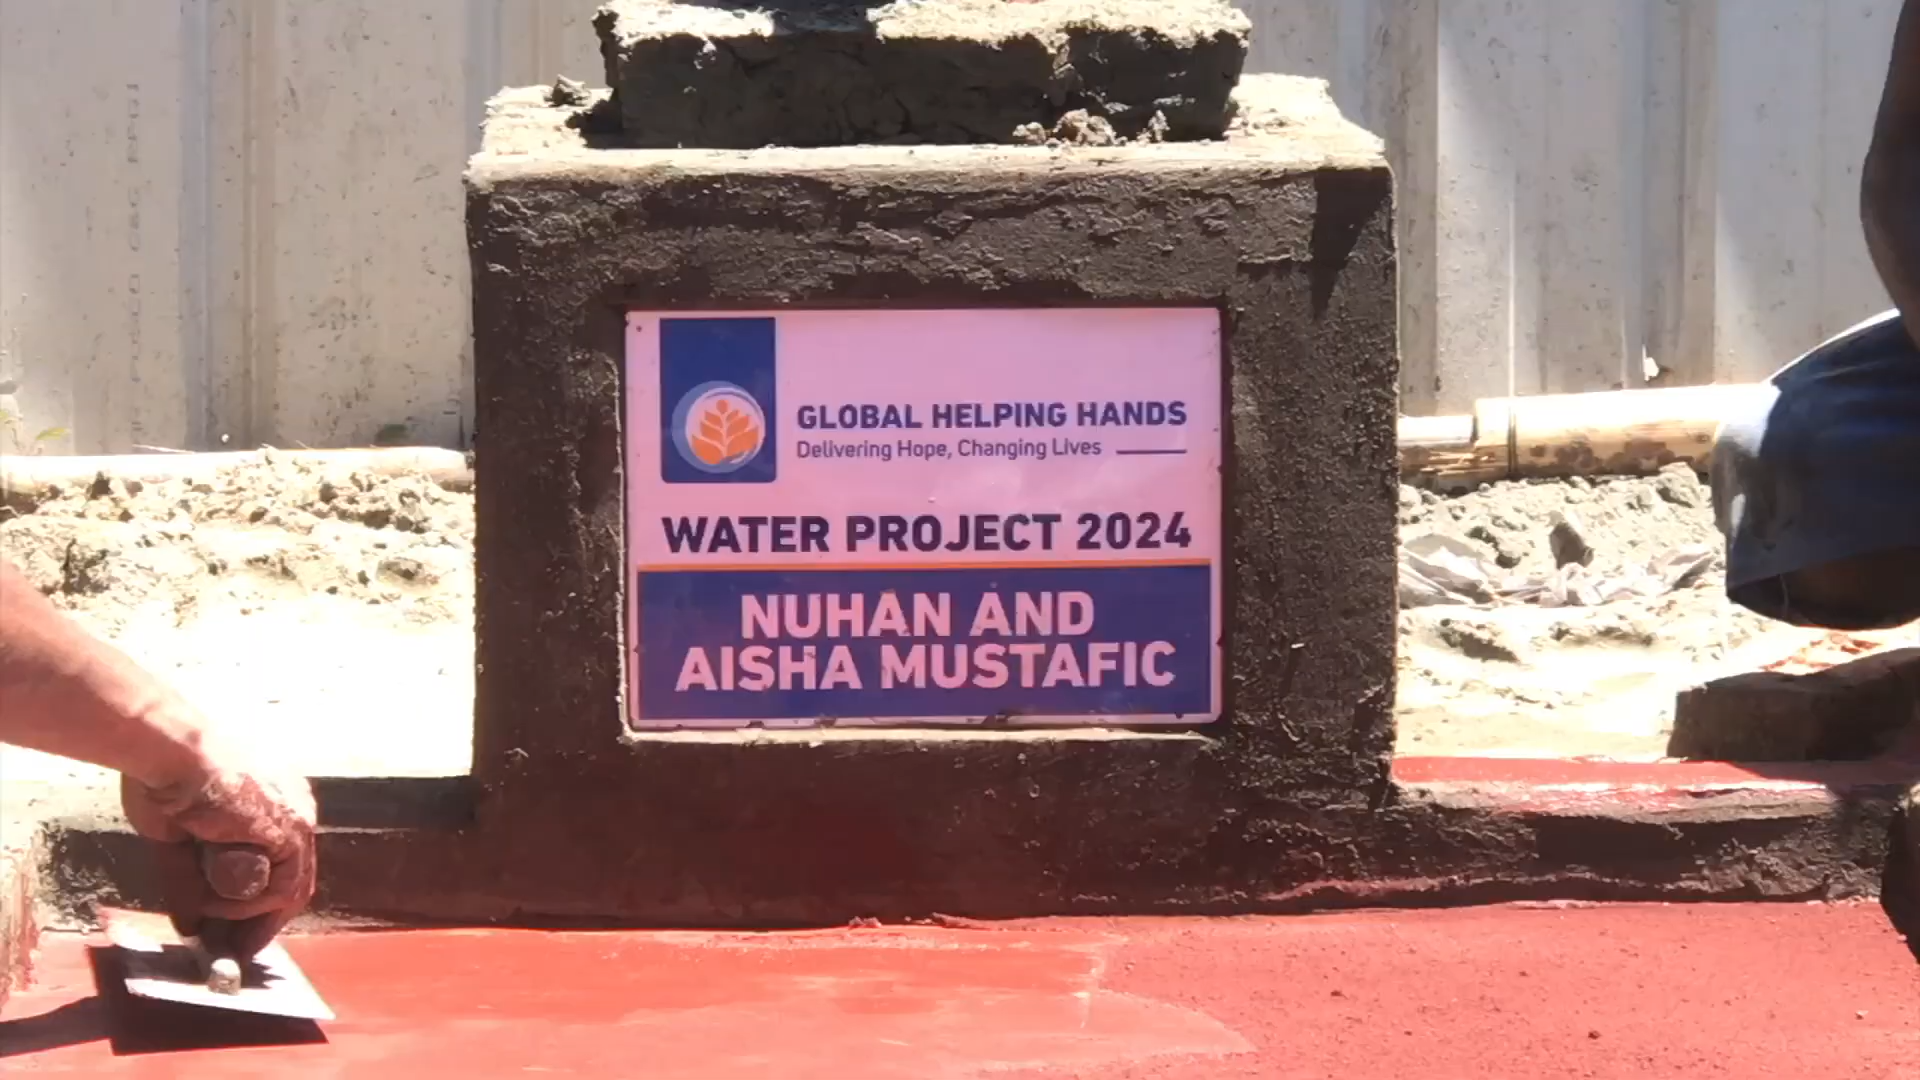 GLOBAL HELPING HANDS
Delivering Hope, Changing Lives
WATER PROJECT 2024
NUHAN AND
AISHA MUSTAFIC